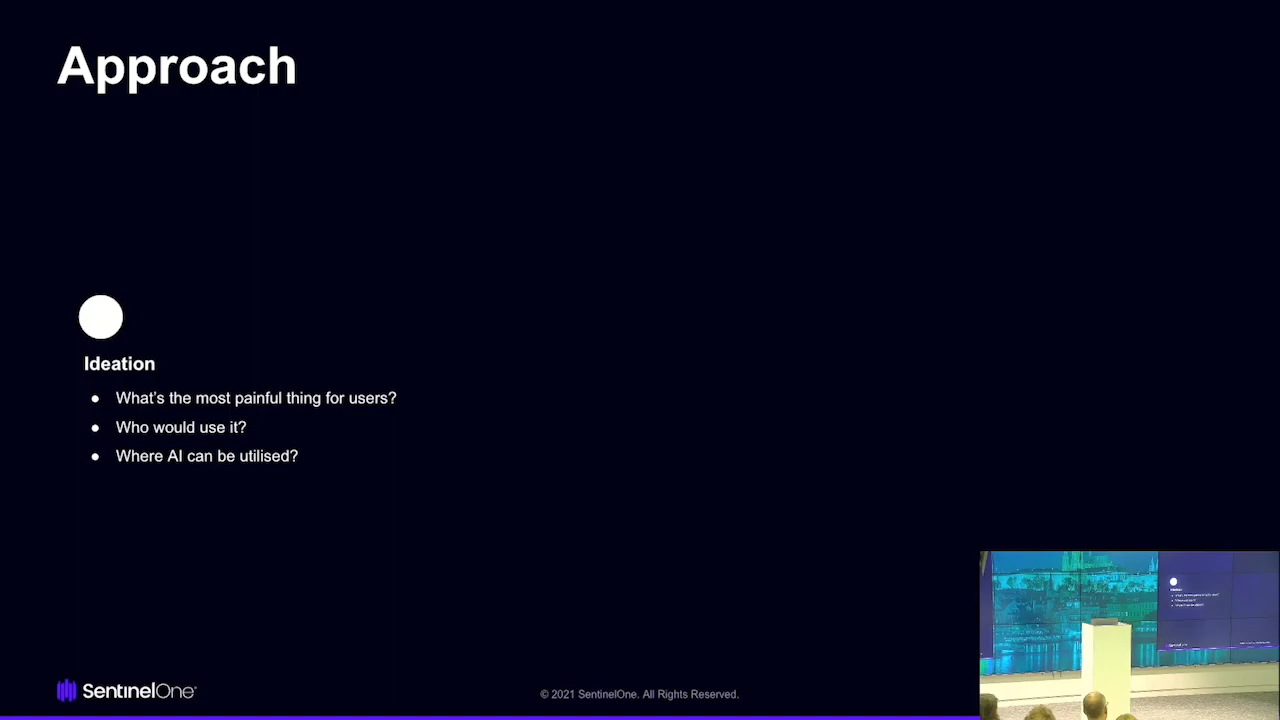 Approach
Ideation
● What's the most painful thing for users?
● Who would use it?
● Where AI can be utilised?
SentinelOne
© 2021 SentinelOne. All Rights Reserved.